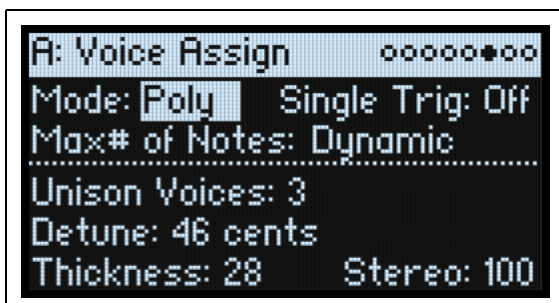 A: Voice Assign
Mode: Poly Single Trig: Off
Max# of Notes: Dynamic
Unison Voices: 3
Detune: 46 cents
Thickness: 28 Stereo: 100